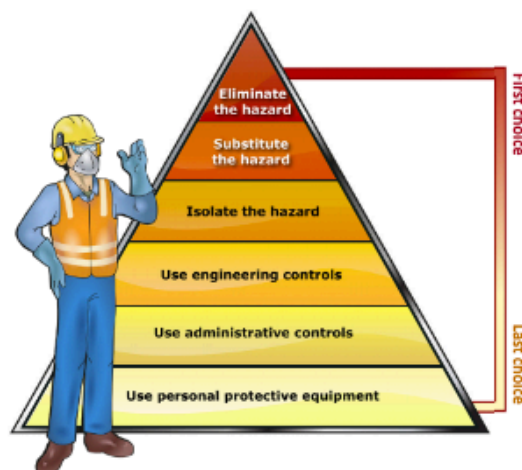 Eliminate
the hazard
Substitute
the hazard
Isolate the hazard
Use engineering controls
Use administrative controls
Use personal protective equipment
First choice
Last choice